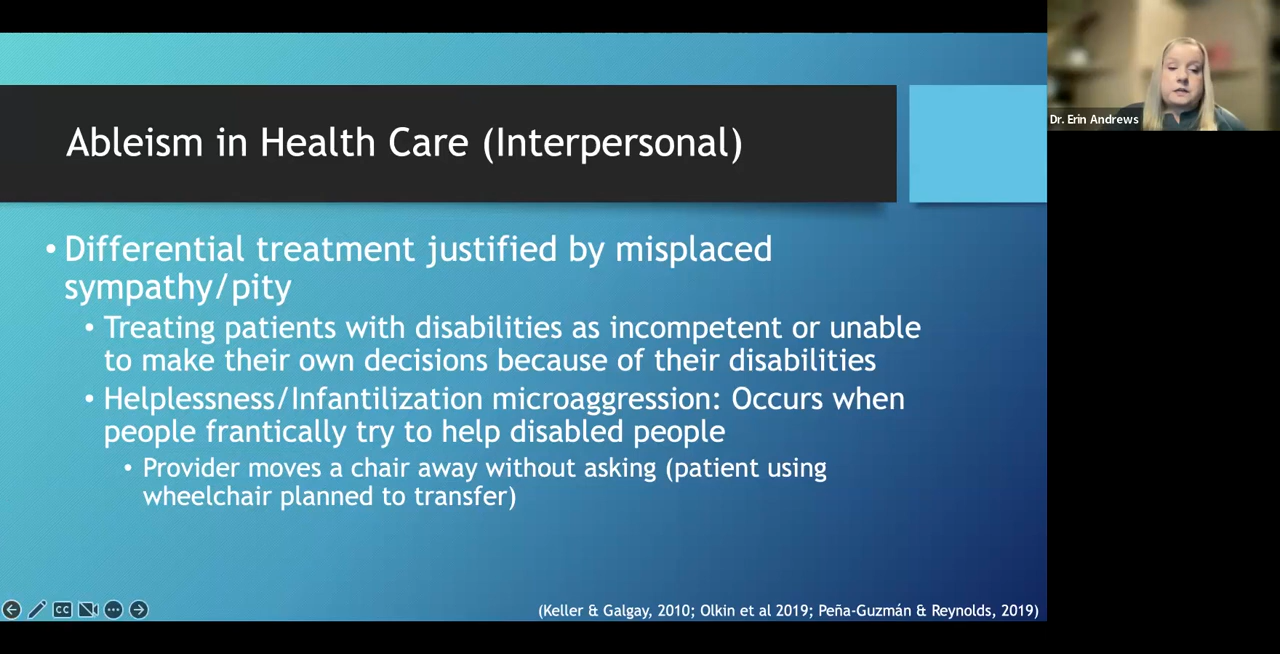 Ableism in Health Care (Interpersonal)
Dr. Erin Andrews
• Differential treatment justified by misplaced
sympathy/pity
• Treating patients with disabilities as incompetent or unable
to make their own decisions because of their disabilities
• Helplessness/Infantilization microaggression: Occurs when
people frantically try to help disabled people
• Provider moves a chair away without asking (patient using
wheelchair planned to transfer)
CC
(Keller & Galgay, 2010; Olkin et al 2019; Peña-Guzmán & Reynolds, 2019)